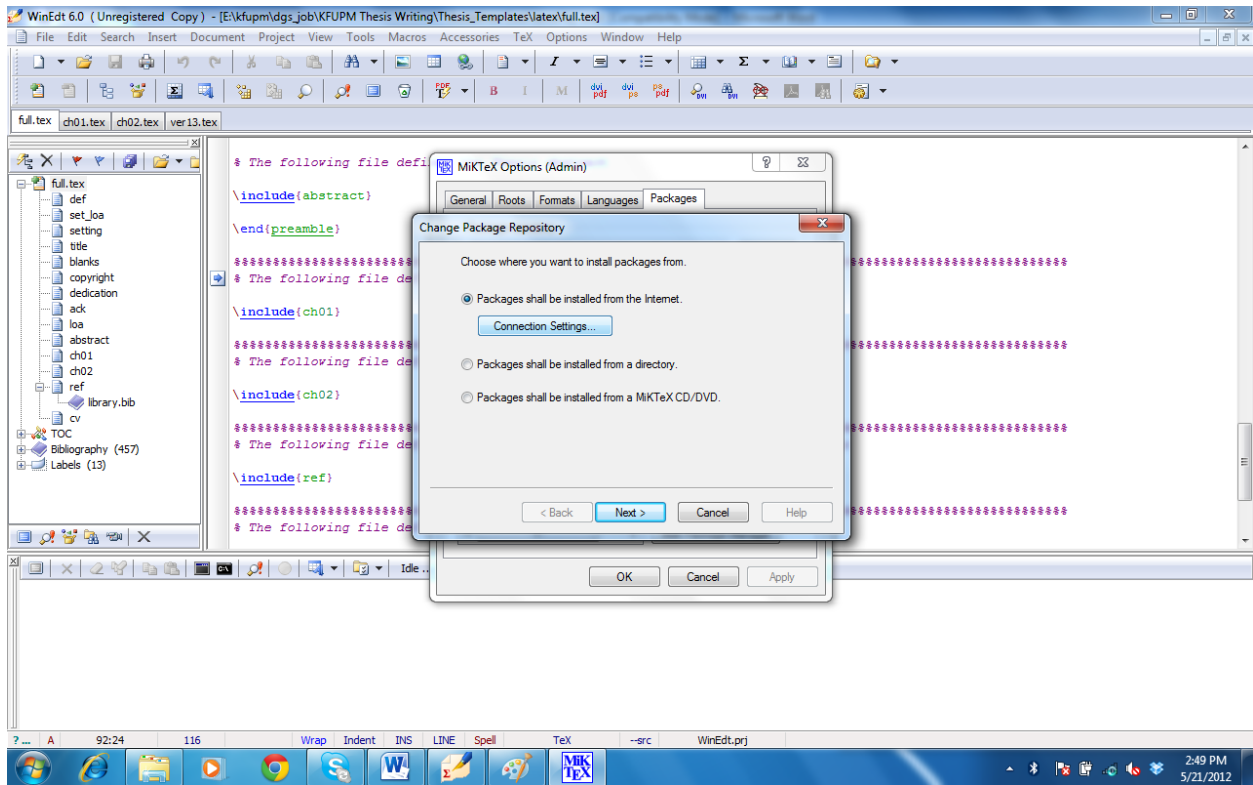 WinEdt 6.0 (Unregistered Copy) - [E:\kfupm\dgs_job\KFUPM Thesis Writing\Thesis_Templates\latex\full.tex]
File Edit Search Insert Document Project View Tools Macros Accessories TeX Options Window Help
full.tex ch01.tex ch02.tex ver13.tex
full.tex
def
set_loa
setting
title
blanks
copyright
dedication
ack
loa
abstract
ch01
ch02
ref
library.bib
cv
TOC
Bibliography (457)
Labels (13)
% The following file defi
\include{abstract}
\end{preamble}
%%%%%%%%%%%%%%%%%%%%%%% %%%%%%%%%%%%%%%%%%%%%%%%%%%%
% The following file de
\include{ch01}
%%%%%%%%%%%%%%%%%%%%%%% %%%%%%%%%%%%%%%%%%%%%%%%%%%%
% The following file de
\include{ch02}
%%%%%%%%%%%%%%%%%%%%%%% %%%%%%%%%%%%%%%%%%%%%%%%%%%%
% The following file de
\include{ref}
%%%%%%%%%%%%%%%%%%%%%%% %%%%%%%%%%%%%%%%%%%%%%%%%%%%
% The following file de
MiKTeX Options (Admin)
General Roots Formats Languages Packages
Change Package Repository
Choose where you want to install packages from.
Packages shall be installed from the Internet.
Connection Settings...
Packages shall be installed from a directory.
Packages shall be installed from a MiKTeX CD/DVD.
< Back Next > Cancel Help
OK Cancel Apply
Idle ..
?... A 92:24 116 Wrap Indent INS LINE Spell TeX --src WinEdt.prj
MiK
TEX
2:49 PM
5/21/2012